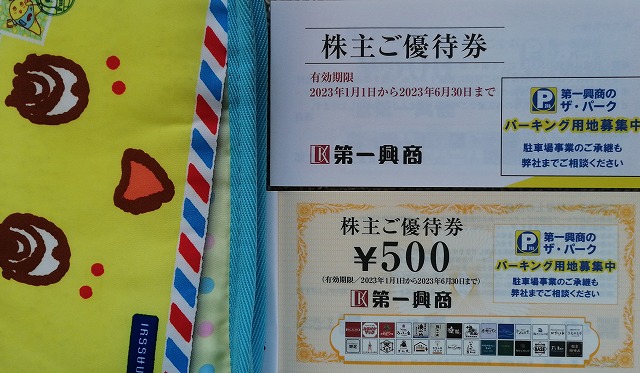 株主ご優待券
有効期限
2023年1月1日から2023年6月30日まで
DK 第一興商
P
PM
第一興商の
ザ・パーク
パーキング用地募集中
駐車場事業のご承継も
弊社までご相談ください
株主ご優待券
¥500
(有効期限/2023年1月1日から2023年6月30日まで)
DK 第一興商
P
PM
第一興商の
ザ・パーク
パーキング用地募集中
駐車場事業のご承継も
弊社までご相談ください